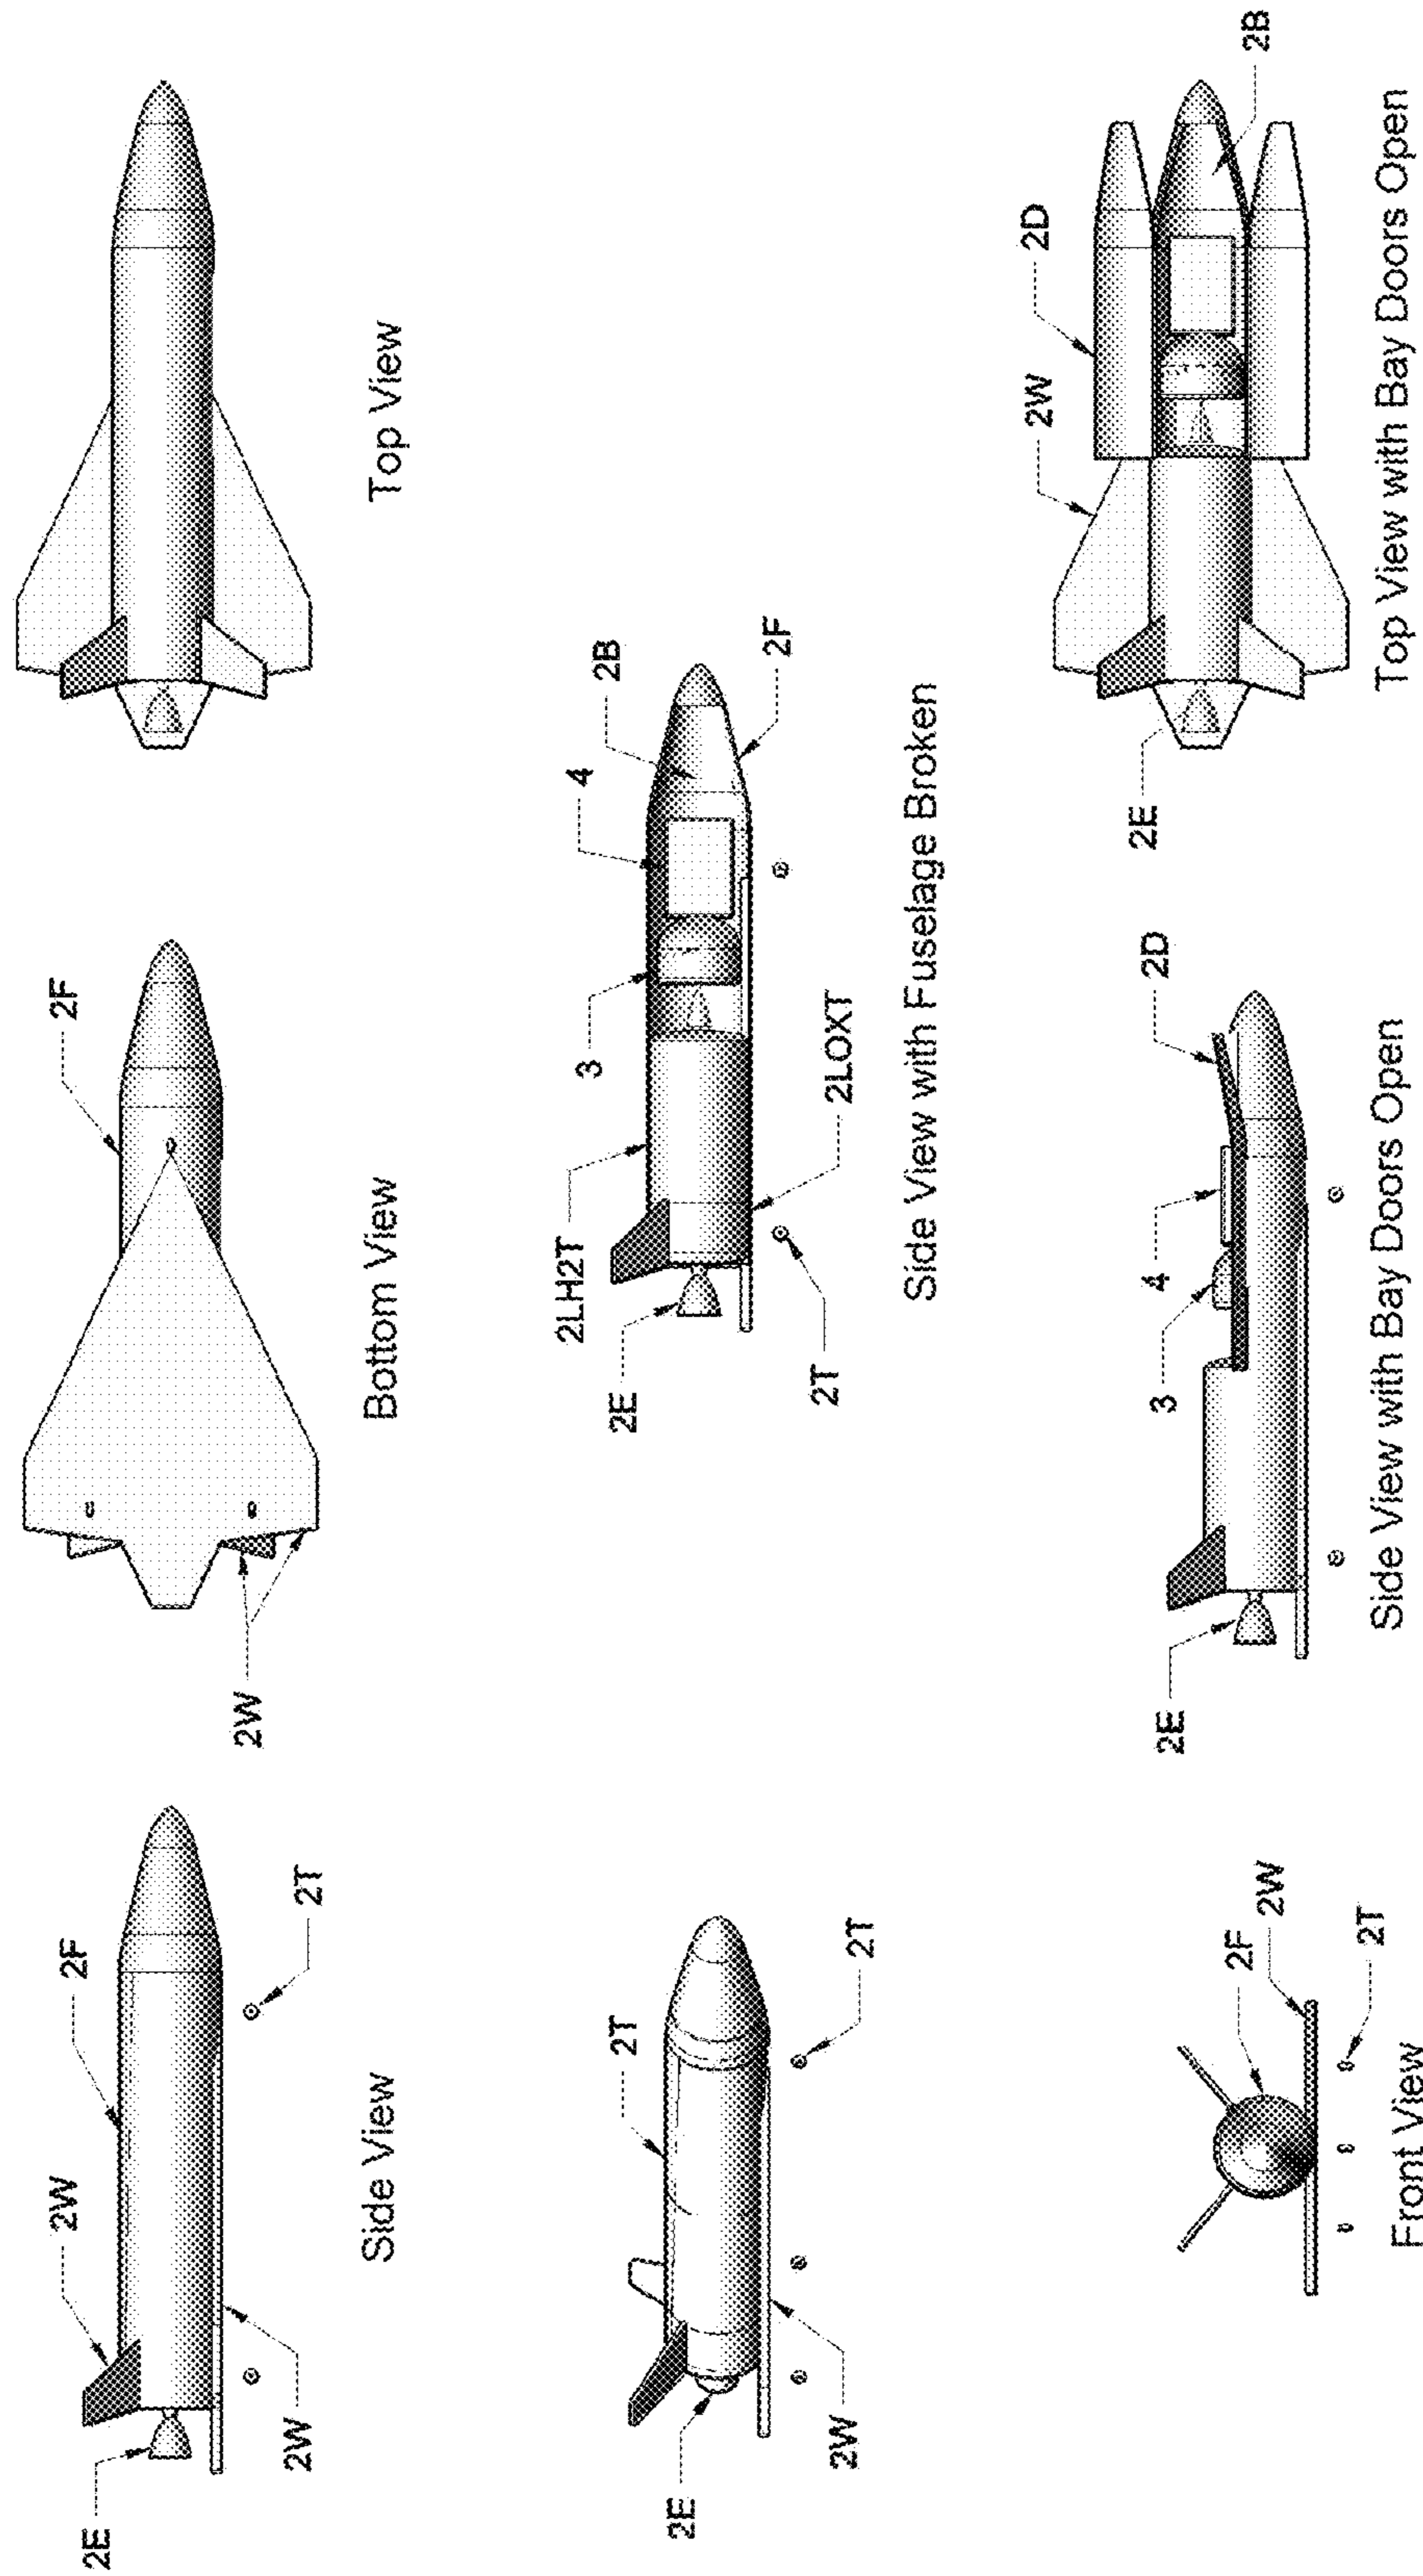 2E
2W
2F
2W
2T
Side View
2F
2W
Bottom View
Top View
2E
2T
2W
2T
2LH2T
3
4
2B
2E
2F
2T
2LOXT
Side View with Fuselage Broken
2F
2W
2T
Front View
2E
3
4
2D
Side View with Bay Doors Open
2E
2W
2D
2B
Top View with Bay Doors Open